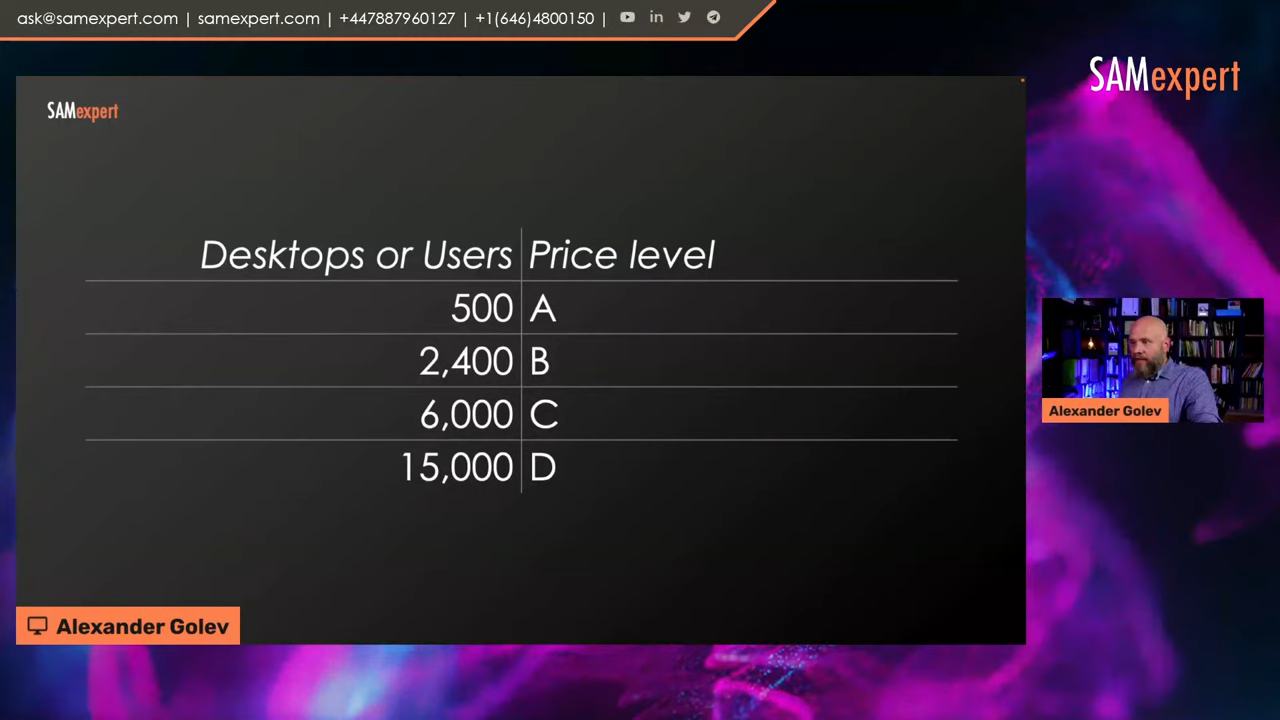 ask@samexpert.com | samexpert.com | +447887960127 | +1(646)4800150 |
SAMexpert
SAMexpert
Desktops or Users Price level
500 A
2,400 B
6,000 C
15,000 D
Alexander Golev
Alexander Golev